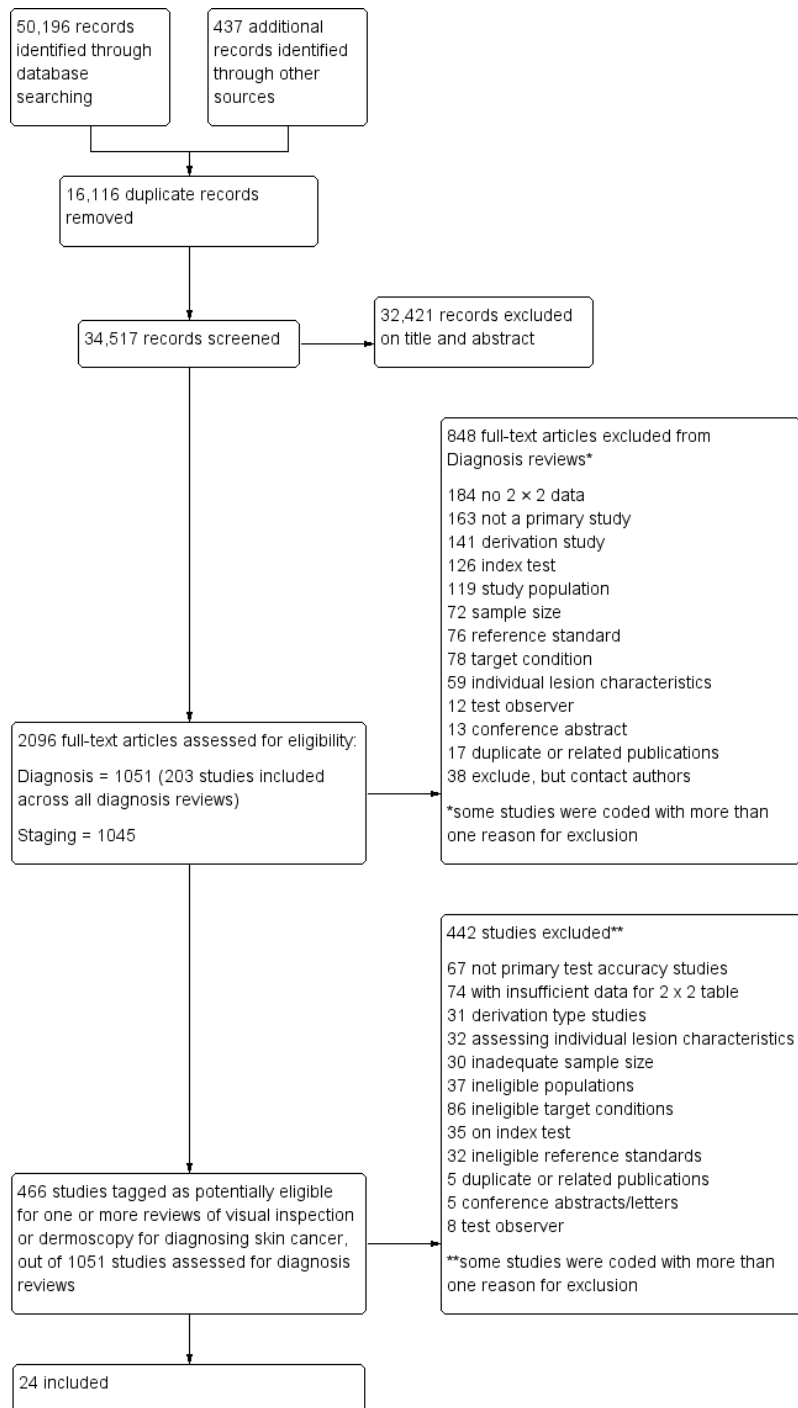 50,196 records
identified through
database
searching
437 additional
records identified
through other
sources
16,116 duplicate records
removed
34,517 records screened
32,421 records excluded
on title and abstract
848 full-text articles excluded from
Diagnosis reviews*
184 no 2 × 2 data
163 not a primary study
141 derivation study
126 index test
119 study population
72 sample size
76 reference standard
78 target condition
59 individual lesion characteristics
12 test observer
13 conference abstract
17 duplicate or related publications
38 exclude, but contact authors
*some studies were coded with more than
one reason for exclusion
2096 full-text articles assessed for eligibility:
Diagnosis = 1051 (203 studies included
across all diagnosis reviews)
Staging = 1045
442 studies excluded**
67 not primary test accuracy studies
74 with insufficient data for 2 x 2 table
31 derivation type studies
32 assessing individual lesion characteristics
30 inadequate sample size
37 ineligible populations
86 ineligible target conditions
35 on index test
32 ineligible reference standards
5 duplicate or related publications
5 conference abstracts/letters
8 test observer
**some studies were coded with more than
one reason for exclusion
466 studies tagged as potentially eligible
for one or more reviews of visual inspection
or dermoscopy for diagnosing skin cancer,
out of 1051 studies assessed for diagnosis
reviews
24 included